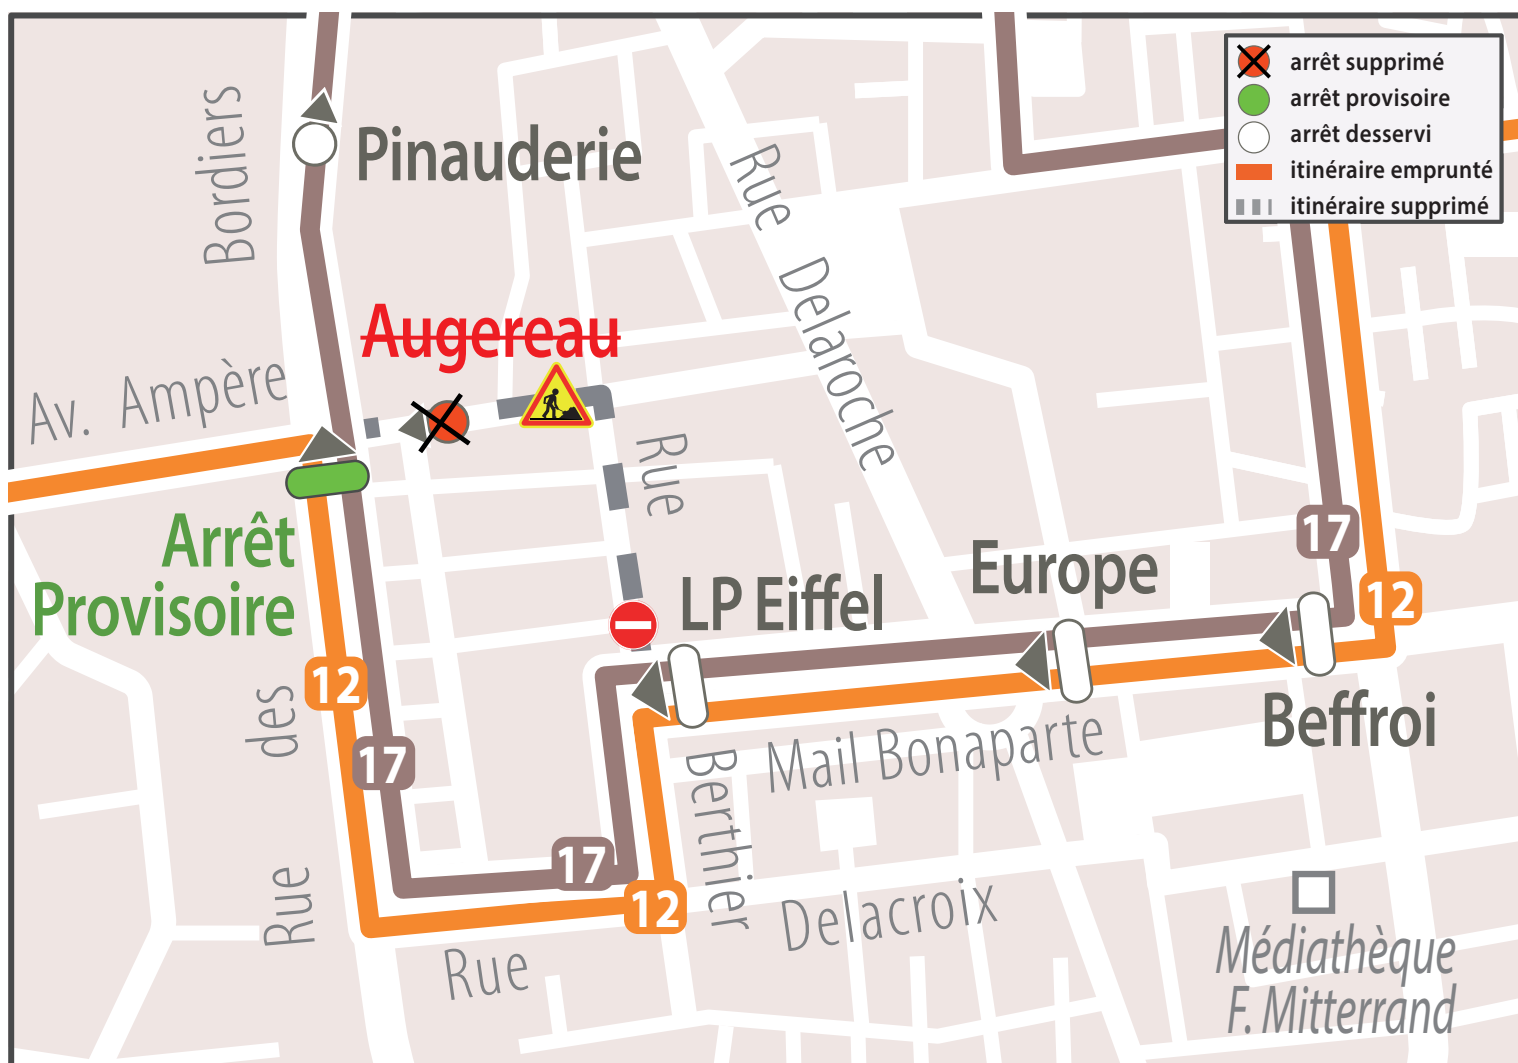 arrêt supprimé
arrêt provisoire
arrêt desservi
itinéraire emprunté
itinéraire supprimé
Bordiers
Pinauderie
Rue Delaroche
Augereau
Av. Ampère
Rue
Arrêt
Provisoire
LP Eiffel
Europe
17
12
Beffroi
12
17
des
Mail Bonaparte
Berthier
17
12
Rue
Delacroix
Rue
Médiathèque
F. Mitterrand